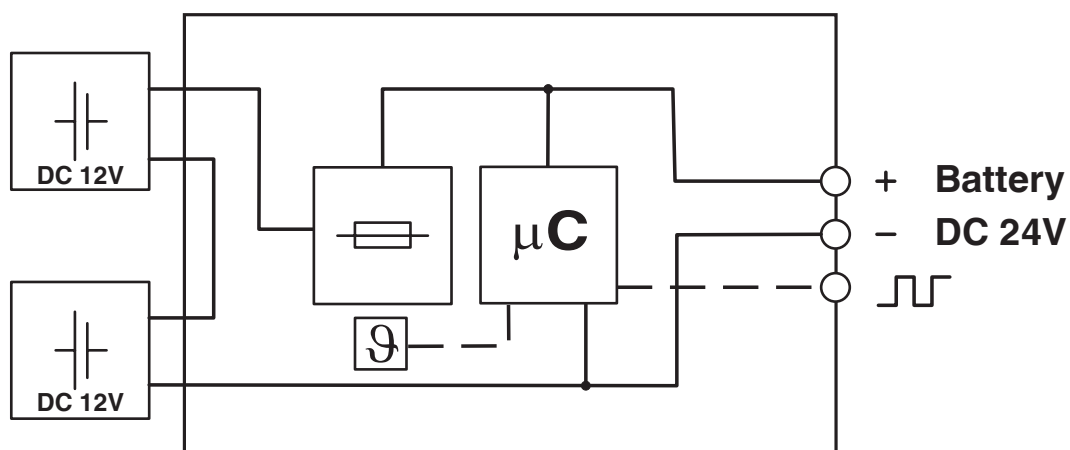 DC 12V
DC 12V
μC
ϑ
+ Battery
− DC 24V